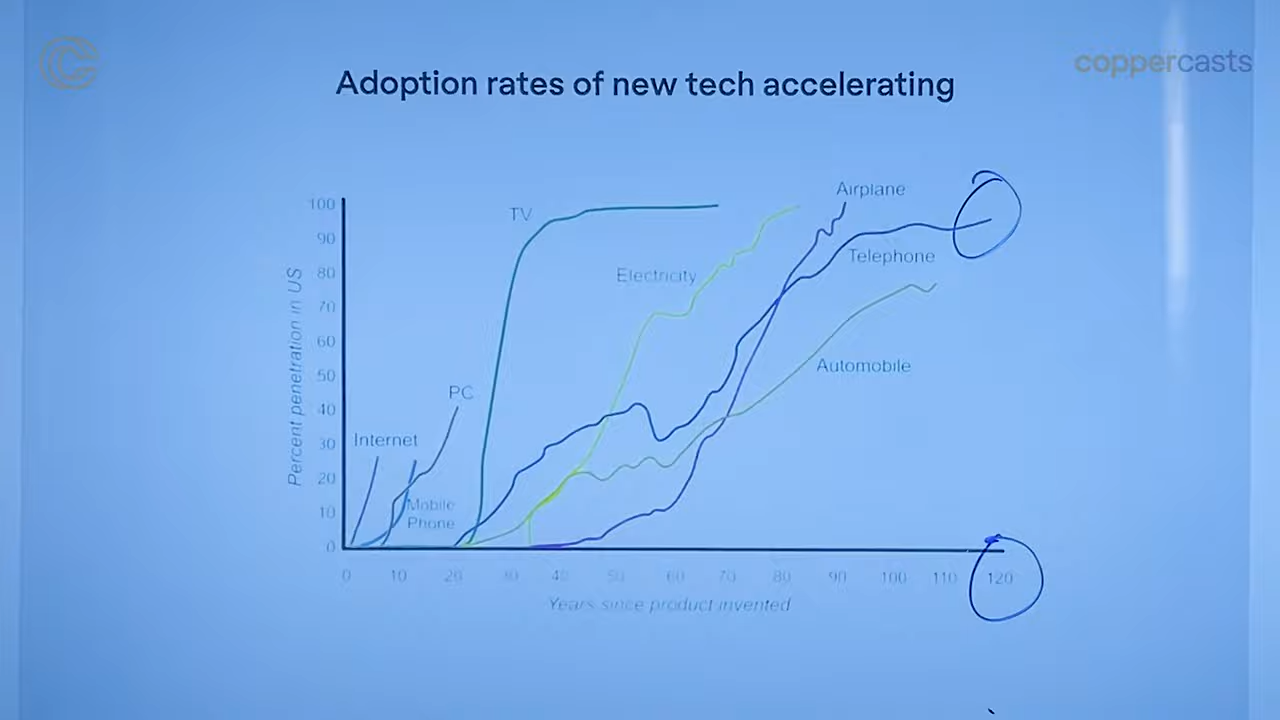 coppercasts
Adoption rates of new tech accelerating
Airplane
100
TV
90
Telephone
Electricity
80
70
60
Automobile
50
PC
40
Internet
30
20
Mobile
Phone
10
0
Percent penetration in US
0 10 20 30 40 50 60 70 80 90 100 110 120
Years since product invented